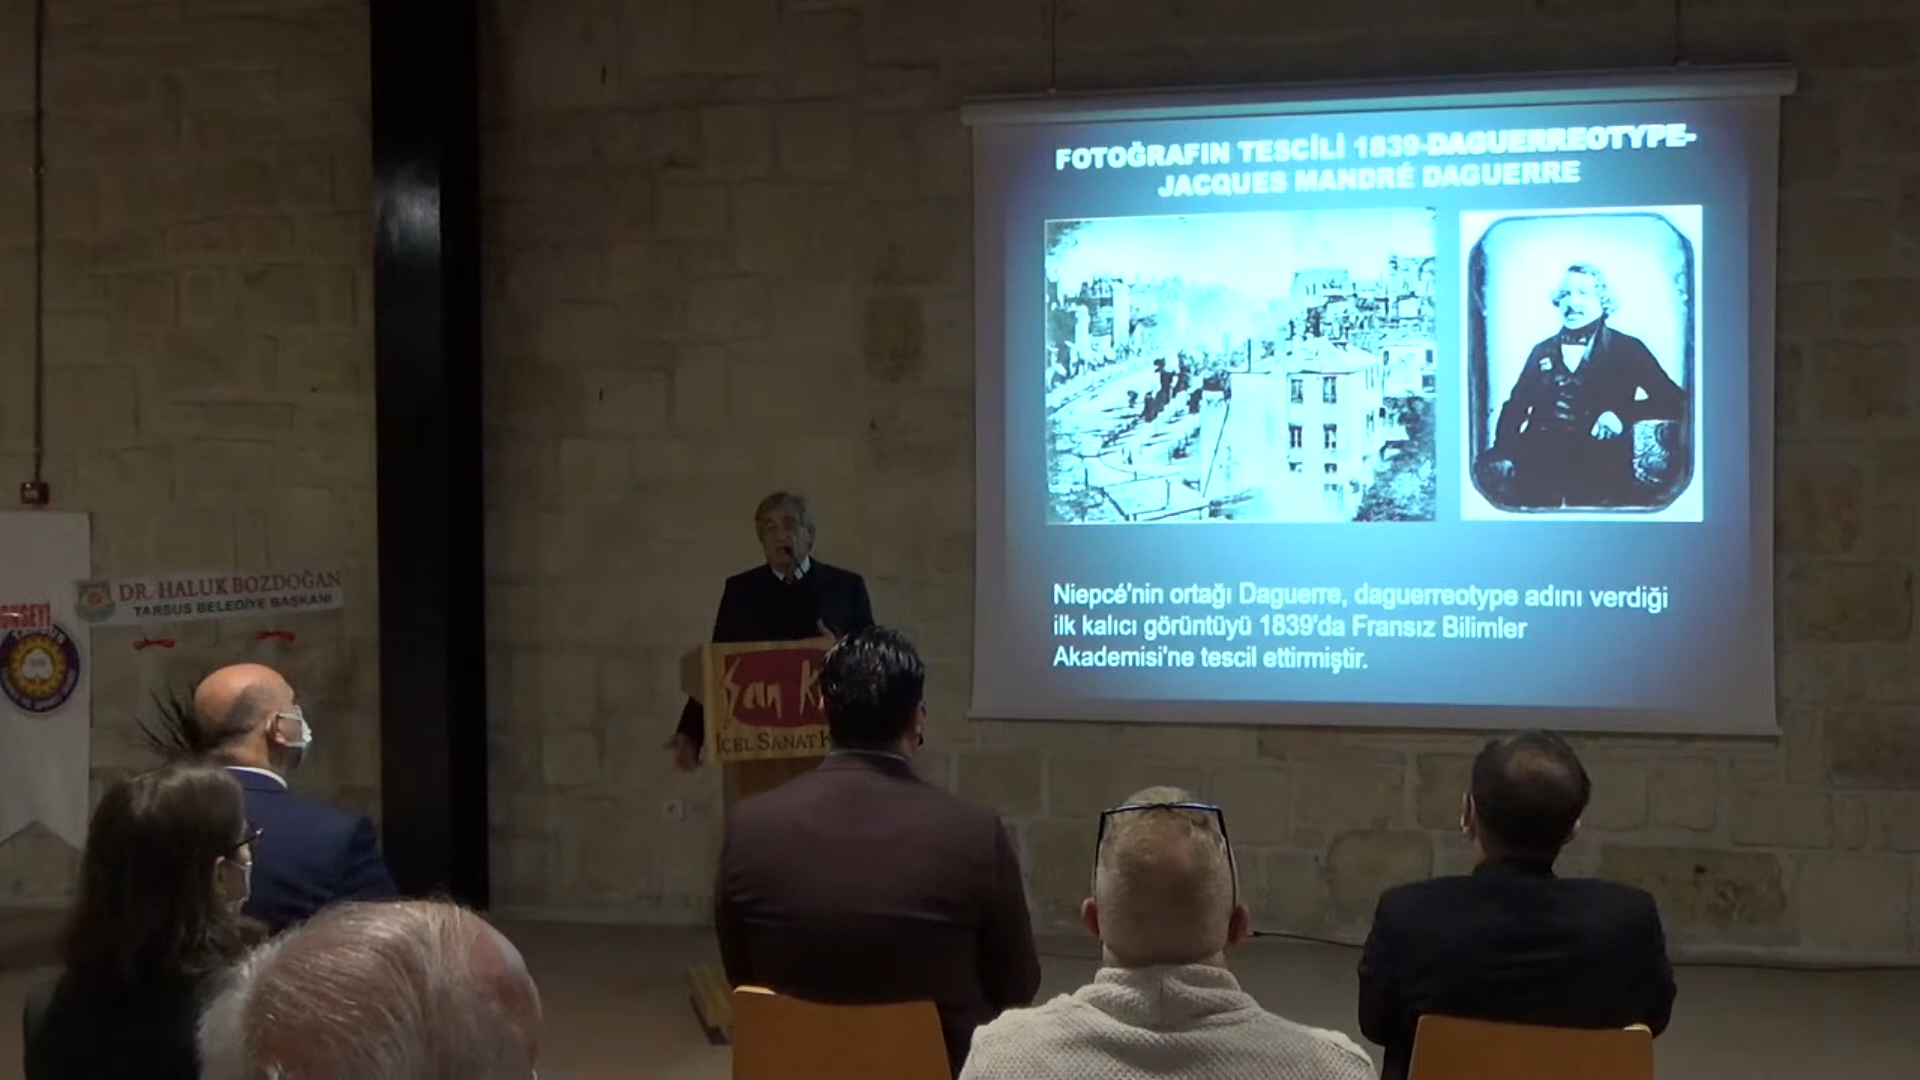 FOTOĞRAFIN TESCİLİ 1839-DAGUERREOTYPE-
JACQUES MANDRÉ DAGUERRE
Niepcé'nin ortağı Daguerre, daguerreotype adını verdiği
ilk kalıcı görüntüyü 1839'da Fransız Bilimler
Akademisi'ne tescil ettirmiştir.
DR. HALUK BOZDOĞAN
TARSUS BELEDİYE BAŞKANI
İÇEL SANAT K